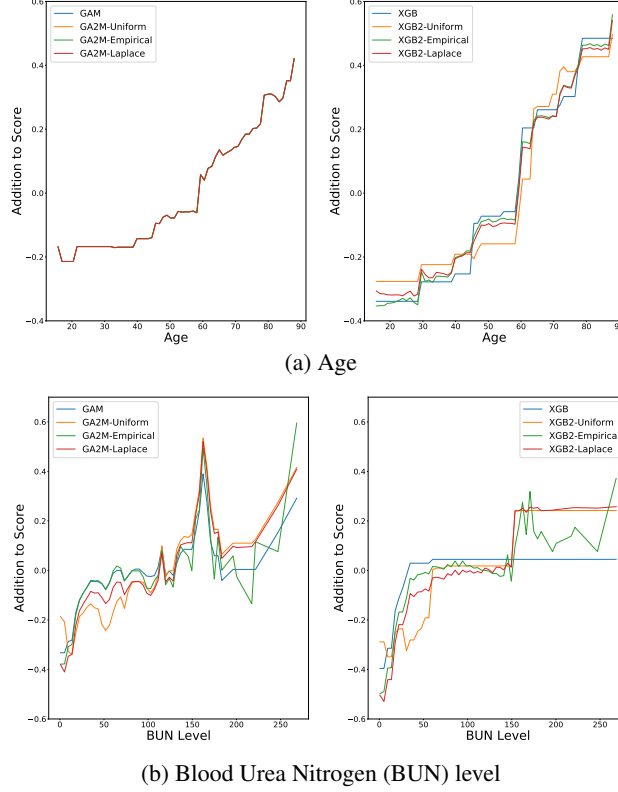 GAM
GA2M-Uniform
GA2M-Empirical
GA2M-Laplace
Addition to Score
0.6
0.4
0.2
0.0
−0.2
−0.4
10 20 30 40 50 60 70 80 90
Age
XGB
XGB2-Uniform
XGB2-Empirical
XGB2-Laplace
Addition to Score
0.6
0.4
0.2
0.0
−0.2
−0.4
20 30 40 50 60 70 80 90
Age
(a) Age
GAM
GA2M-Uniform
GA2M-Empirical
GA2M-Laplace
Addition to Score
0.6
0.4
0.2
0.0
−0.2
−0.4
−0.6
0 50 100 150 200 250
BUN Level
XGB
XGB2-Uniform
XGB2-Empirical
XGB2-Laplace
Addition to Score
0.6
0.4
0.2
0.0
−0.2
−0.4
−0.6
0 50 100 150 200 250
BUN Level
(b) Blood Urea Nitrogen (BUN) level